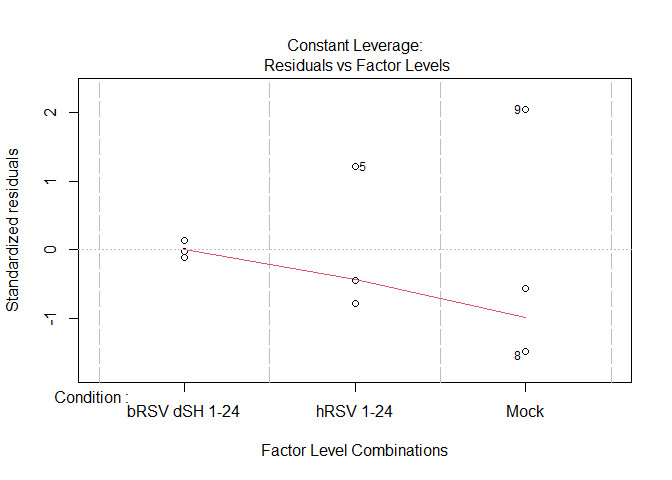 Constant Leverage:
Residuals vs Factor Levels
Standardized residuals
2
1
0
-1
9
5
8
Condition :
bRSV dSH 1-24
hRSV 1-24
Mock
Factor Level Combinations